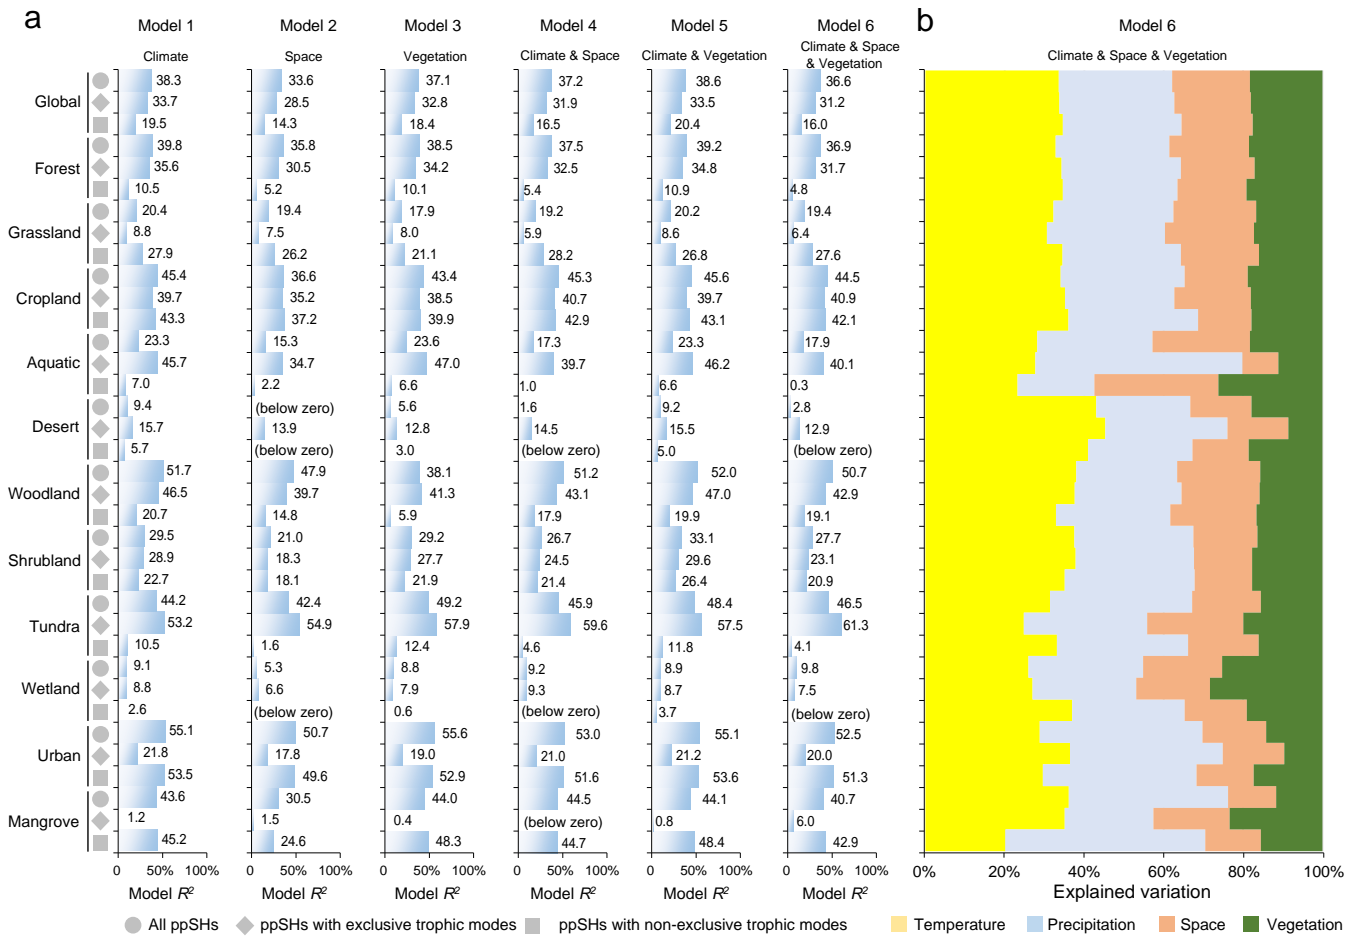 a
Model 1
Model 2
Model 3
Model 4
Model 5
Model 6
b
Model 6
Climate
Space
Vegetation
Climate & Space
Climate & Vegetation
Climate & Space
& Vegetation
Climate & Space & Vegetation
Global
38.3 33.6 37.1 37.2 38.6 36.6
33.7 28.5 32.8 31.9 33.5 31.2
19.5 14.3 18.4 16.5 20.4 16.0
Forest
39.8 35.8 38.5 37.5 39.2 36.9
35.6 30.5 34.2 32.5 34.8 31.7
10.5 5.2 10.1 5.4 10.9 4.8
Grassland
20.4 19.4 17.9 19.2 20.2 19.4
8.8 7.5 8.0 5.9 8.6 6.4
27.9 26.2 21.1 28.2 26.8 27.6
Cropland
45.4 36.6 43.4 45.3 45.6 44.5
39.7 35.2 38.5 40.7 39.7 40.9
43.3 37.2 39.9 42.9 43.1 42.1
Aquatic
23.3 15.3 23.6 17.3 23.3 17.9
45.7 34.7 47.0 39.7 46.2 40.1
7.0 2.2 6.6 1.0 6.6 0.3
Desert
9.4 (below zero) 5.6 1.6 9.2 2.8
15.7 13.9 12.8 14.5 15.5 12.9
5.7 (below zero) 3.0 (below zero) 5.0 (below zero)
Woodland
51.7 47.9 38.1 51.2 52.0 50.7
46.5 39.7 41.3 43.1 47.0 42.9
20.7 14.8 5.9 17.9 19.9 19.1
Shrubland
29.5 21.0 29.2 26.7 33.1 27.7
28.9 18.3 27.7 24.5 29.6 23.1
22.7 18.1 21.9 21.4 26.4 20.9
Tundra
44.2 42.4 49.2 45.9 48.4 46.5
53.2 54.9 57.9 59.6 57.5 61.3
10.5 1.6 12.4 4.6 11.8 4.1
Wetland
9.1 5.3 8.8 9.2 8.9 9.8
8.8 6.6 7.9 9.3 8.7 7.5
2.6 (below zero) 0.6 (below zero) 3.7 (below zero)
Urban
55.1 50.7 55.6 53.0 55.1 52.5
21.8 17.8 19.0 21.0 21.2 20.0
53.5 49.6 52.9 51.6 53.6 51.3
Mangrove
43.6 30.5 44.0 44.5 44.1 40.7
1.2 1.5 0.4 (below zero) 0.8 6.0
45.2 24.6 48.3 44.7 48.4 42.9
0 100% 0 100% 0 100% 0 100% 0 100% 0 100% 0% 20% 40% 60% 80% 100%
Model R² Model R² Model R² Model R² Model R² Model R² Explained variation
All ppSHs ppSHs with exclusive trophic modes ppSHs with non-exclusive trophic modes Temperature Precipitation Space Vegetation